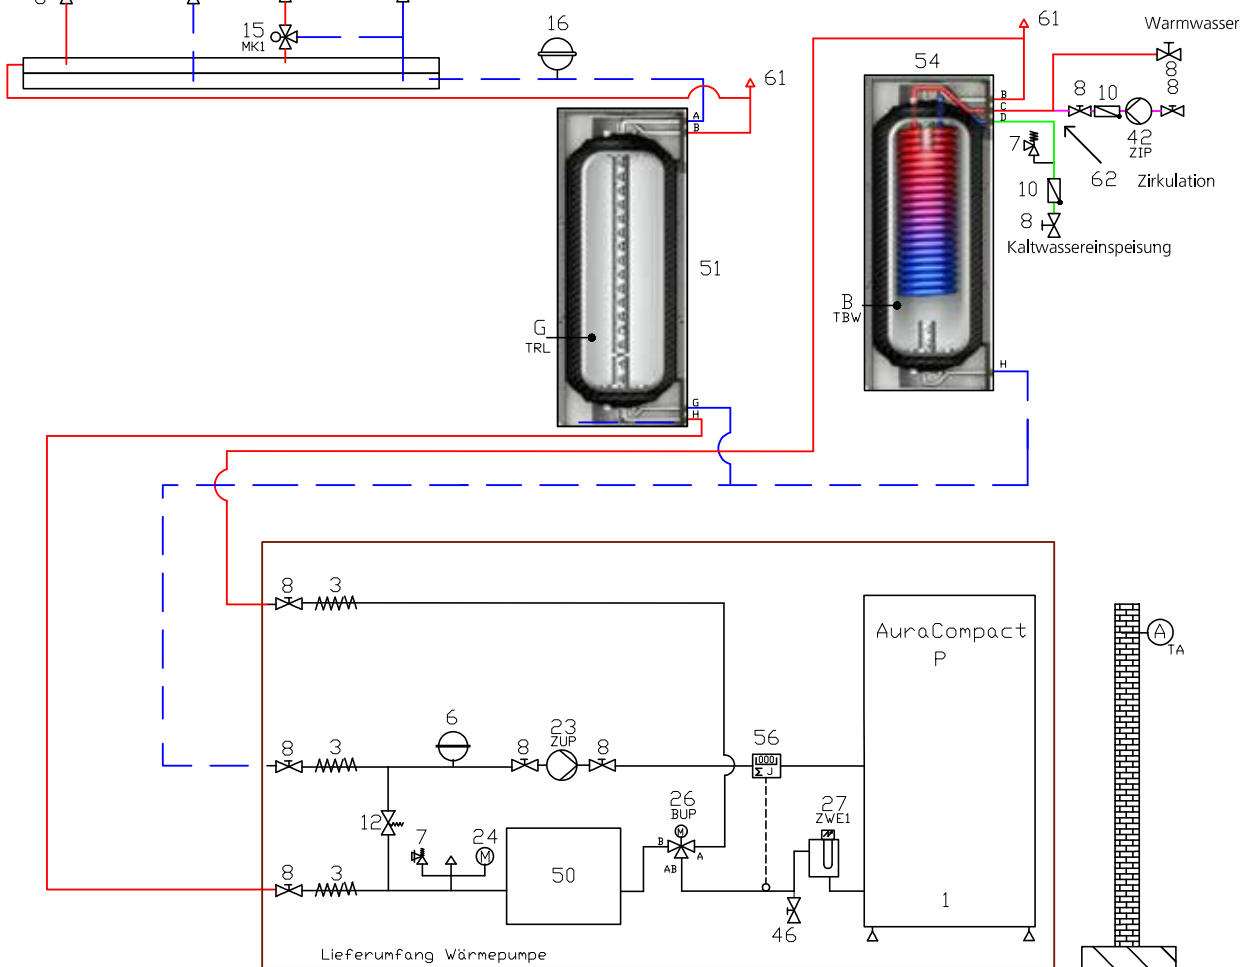 8
15
MK1
16
61
61
Warmwasser
54
8
8
10
8
B
C
D
42
ZIP
A
B
7
62
Zirkulation
10
8
Kaltwassereinspeisung
51
B
TBW
G
TRL
H
G
H
8
3
AuraCompact
P
A
TA
6
23
ZUP
8
3
8
8
56
000
Σ J
26
BUP
M
27
ZWE1
12
7
24
M
B
A
AB
8
3
50
1
46
Lieferumfang Wärmepumpe